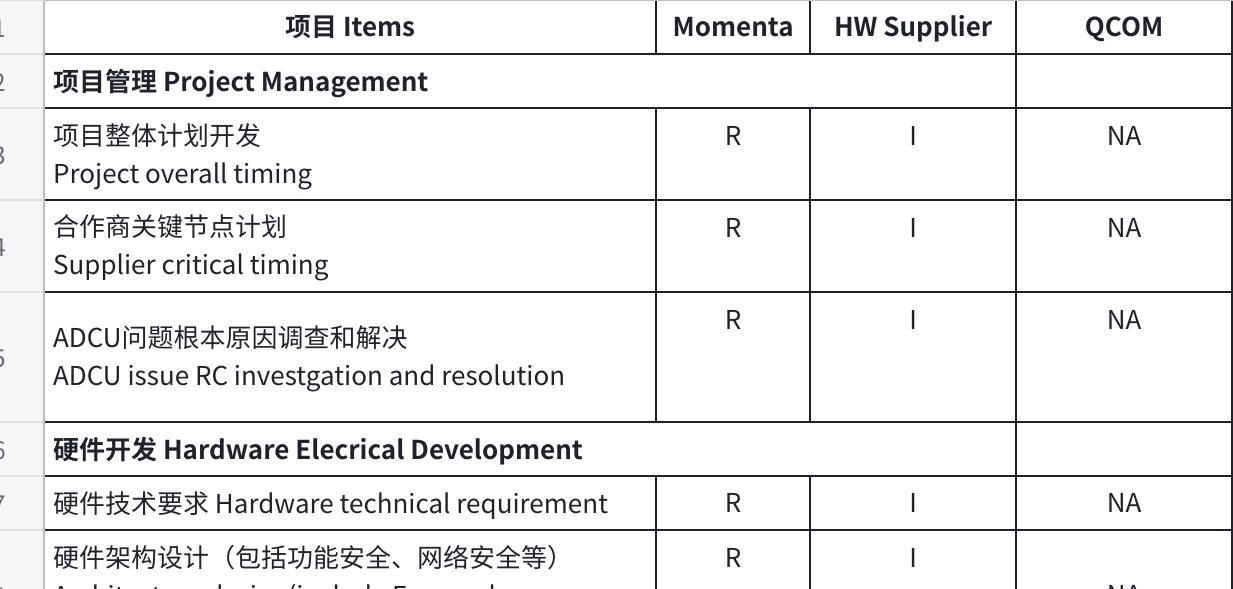 项目 Items Momenta HW Supplier QCOM
2 项目管理 Project Management
3 项目整体计划开发 R I NA
Project overall timing
4 合作商关键节点计划 R I NA
Supplier critical timing
R I NA
5 ADCU问题根本原因调查和解决
ADCU issue RC investgation and resolution
6 硬件开发 Hardware Elecrical Development
7 硬件技术要求 Hardware technical requirement R I NA
硬件架构设计（包括功能安全、网络安全等） R I